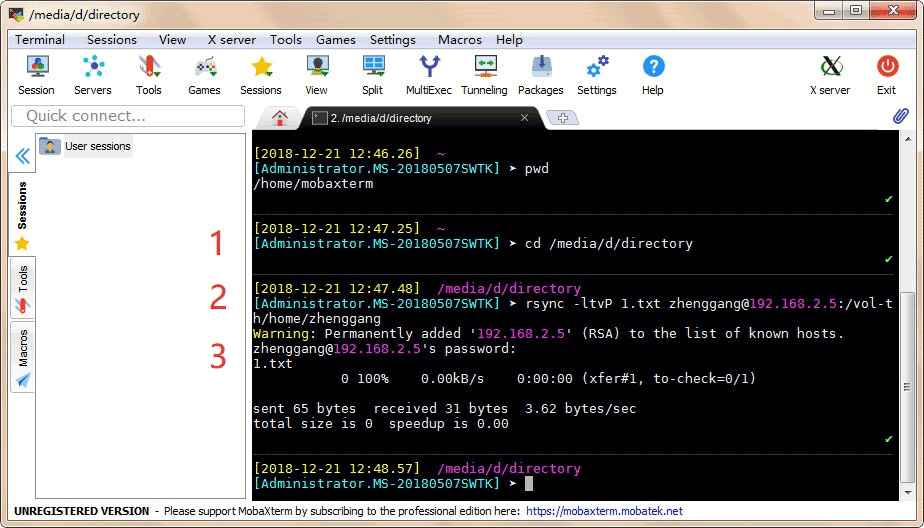 /media/d/directory
Terminal Sessions View X server Tools Games Settings Macros Help
Session Servers Tools Games Sessions View Split MultiExec Tunneling Packages Settings Help X server Exit
Quick connect...
2. /media/d/directory
User sessions
Sessions
Tools
Macros
1
2
3
[2018-12-21 12:46.26] ~
[Administrator.MS-20180507SWTK] ➤ pwd
/home/mobaxterm
✔
[2018-12-21 12:47.25] ~
[Administrator.MS-20180507SWTK] ➤ cd /media/d/directory
✔
[2018-12-21 12:47.48] /media/d/directory
[Administrator.MS-20180507SWTK] ➤ rsync -ltvP 1.txt zhenggang@192.168.2.5:/vol-t
h/home/zhenggang
Warning: Permanently added '192.168.2.5' (RSA) to the list of known hosts.
zhenggang@192.168.2.5's password:
1.txt
0 100% 0.00kB/s 0:00:00 (xfer#1, to-check=0/1)
sent 65 bytes received 31 bytes 3.62 bytes/sec
total size is 0 speedup is 0.00
✔
[2018-12-21 12:48.57] /media/d/directory
[Administrator.MS-20180507SWTK] ➤
UNREGISTERED VERSION - Please support MobaXterm by subscribing to the professional edition here: https://mobaxterm.mobatek.net